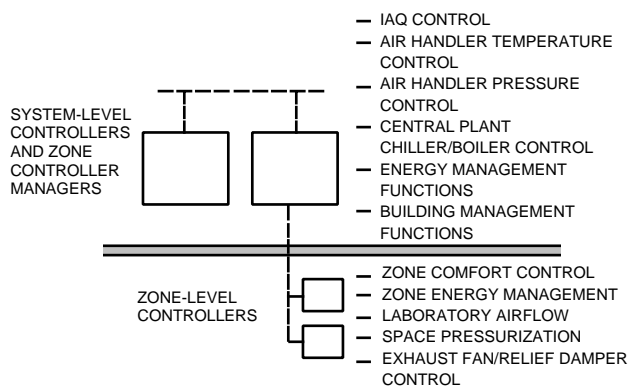 SYSTEM-LEVEL
CONTROLLERS
AND ZONE
CONTROLLER
MANAGERS
– IAQ CONTROL
– AIR HANDLER TEMPERATURE
CONTROL
– AIR HANDLER PRESSURE
CONTROL
– CENTRAL PLANT
CHILLER/BOILER CONTROL
– ENERGY MANAGEMENT
FUNCTIONS
– BUILDING MANAGEMENT
FUNCTIONS
ZONE-LEVEL
CONTROLLERS
– ZONE COMFORT CONTROL
– ZONE ENERGY MANAGEMENT
– LABORATORY AIRFLOW
– SPACE PRESSURIZATION
– EXHAUST FAN/RELIEF DAMPER
CONTROL